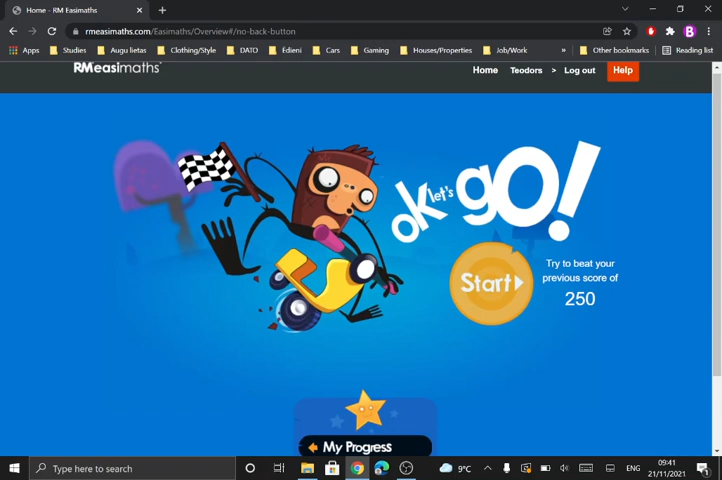 Home - RM Easimaths
rmeasimaths.com/Easimaths/Overview#/no-back-button
B
Apps Studies Augu lietas Clothing/Style DATO Edieni Cars Gaming Houses/Properties Job/Work » Other bookmarks Reading list
RMeasimaths
Home Teodors > Log out Help
ok let's go!
Start
Try to beat your
previous score of
250
My Progress
Type here to search
9°C
ENG
09:41
21/11/2021
1